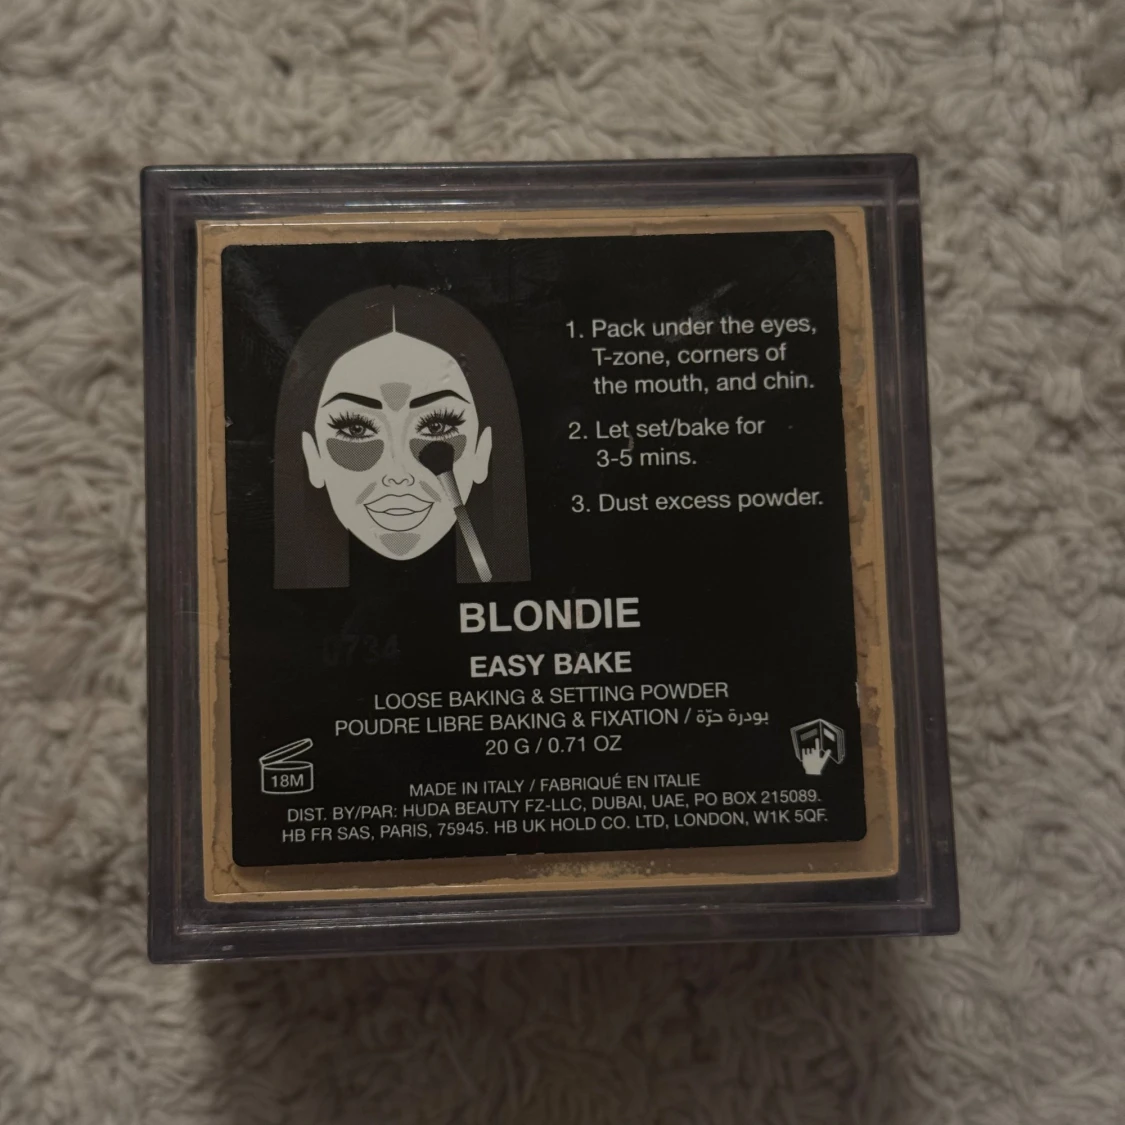 1. Pack under the eyes,
T-zone, corners of
the mouth, and chin.
2. Let set/bake for
3-5 mins.
3. Dust excess powder.
BLONDIE
EASY BAKE
LOOSE BAKING & SETTING POWDER
POUDRE LIBRE BAKING & FIXATION / بودرة حرّة
20 G / 0.71 OZ
18M
MADE IN ITALY / FABRIQUÉ EN ITALIE
DIST. BY/PAR: HUDA BEAUTY FZ-LLC, DUBAI, UAE, PO BOX 215089.
HB FR SAS, PARIS, 75945. HB UK HOLD CO. LTD, LONDON, W1K 5QF.